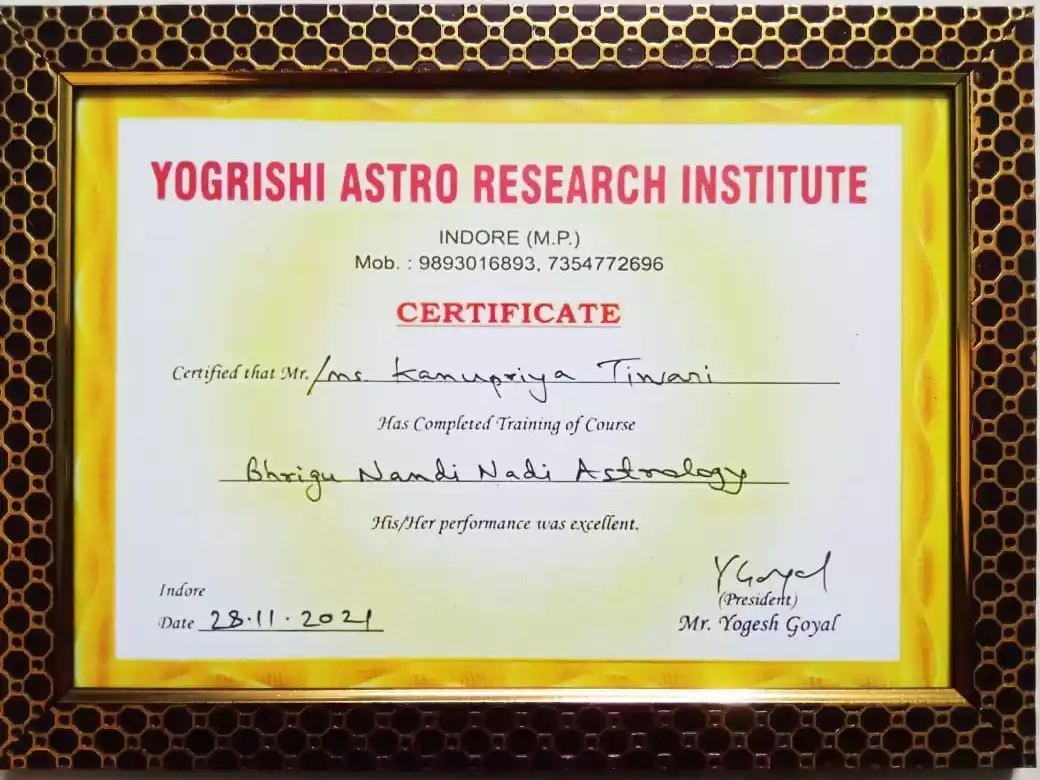 YOGRISHI ASTRO RESEARCH INSTITUTE
INDORE (M.P.)
Mob. : 9893016893, 7354772696
CERTIFICATE
Certified that Mr./ms. Kanupriya Tiwari
Has Completed Training of Course
Bhrigu Nandi Nadi Astrology
His/Her performance was excellent.
YGoyal
Indore
(President)
Date 28.11.2021
Mr. Yogesh Goyal